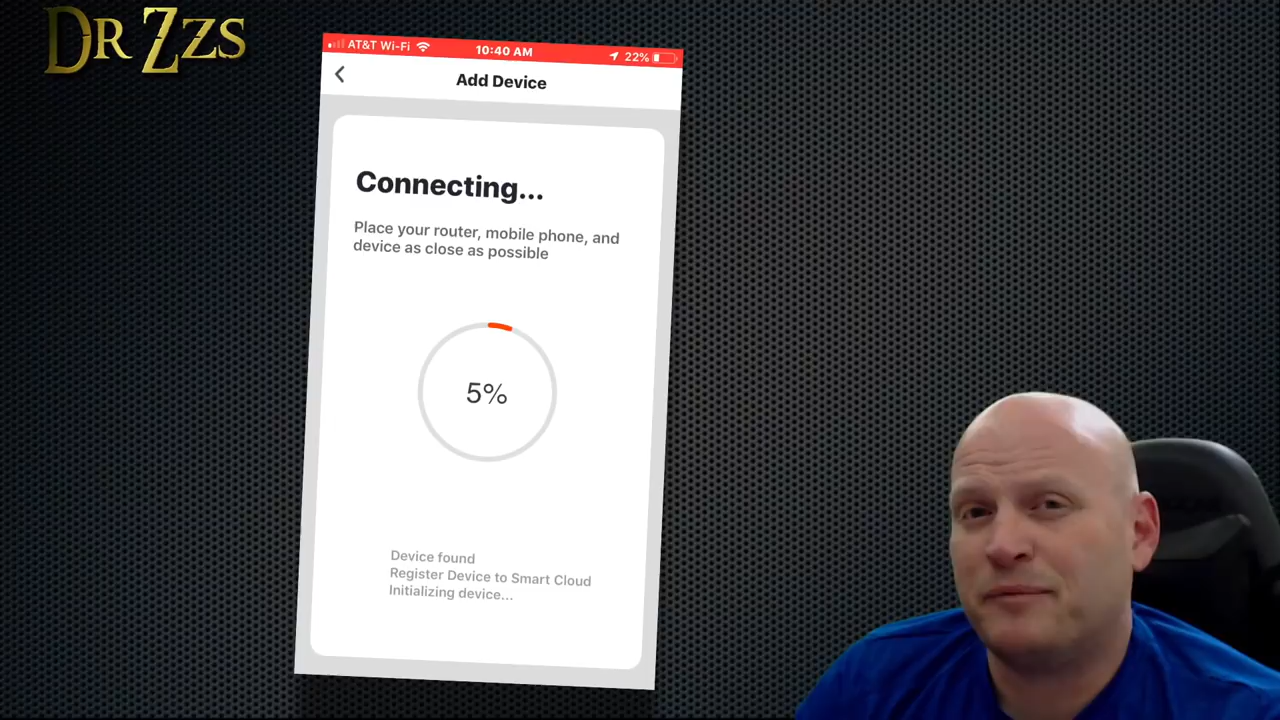 DR ZZS
AT&T Wi-Fi 10:40 AM 22%
Add Device
Connecting...
Place your router, mobile phone, and
device as close as possible
5%
Device found
Register Device to Smart Cloud
Initializing device...